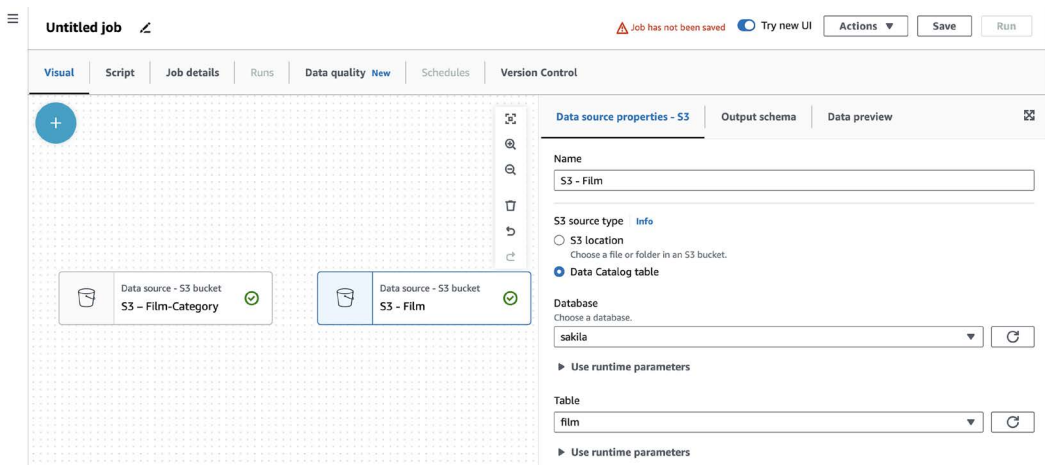 Untitled job
Job has not been saved
Try new UI
Actions
Save
Run
Visual
Script
Job details
Runs
Data quality New
Schedules
Version Control
Data source - S3 bucket
S3 – Film-Category
Data source - S3 bucket
S3 - Film
Data source properties - S3
Output schema
Data preview
Name
S3 - Film
S3 source type Info
S3 location
Choose a file or folder in an S3 bucket.
Data Catalog table
Database
Choose a database.
sakila
Use runtime parameters
Table
film
Use runtime parameters